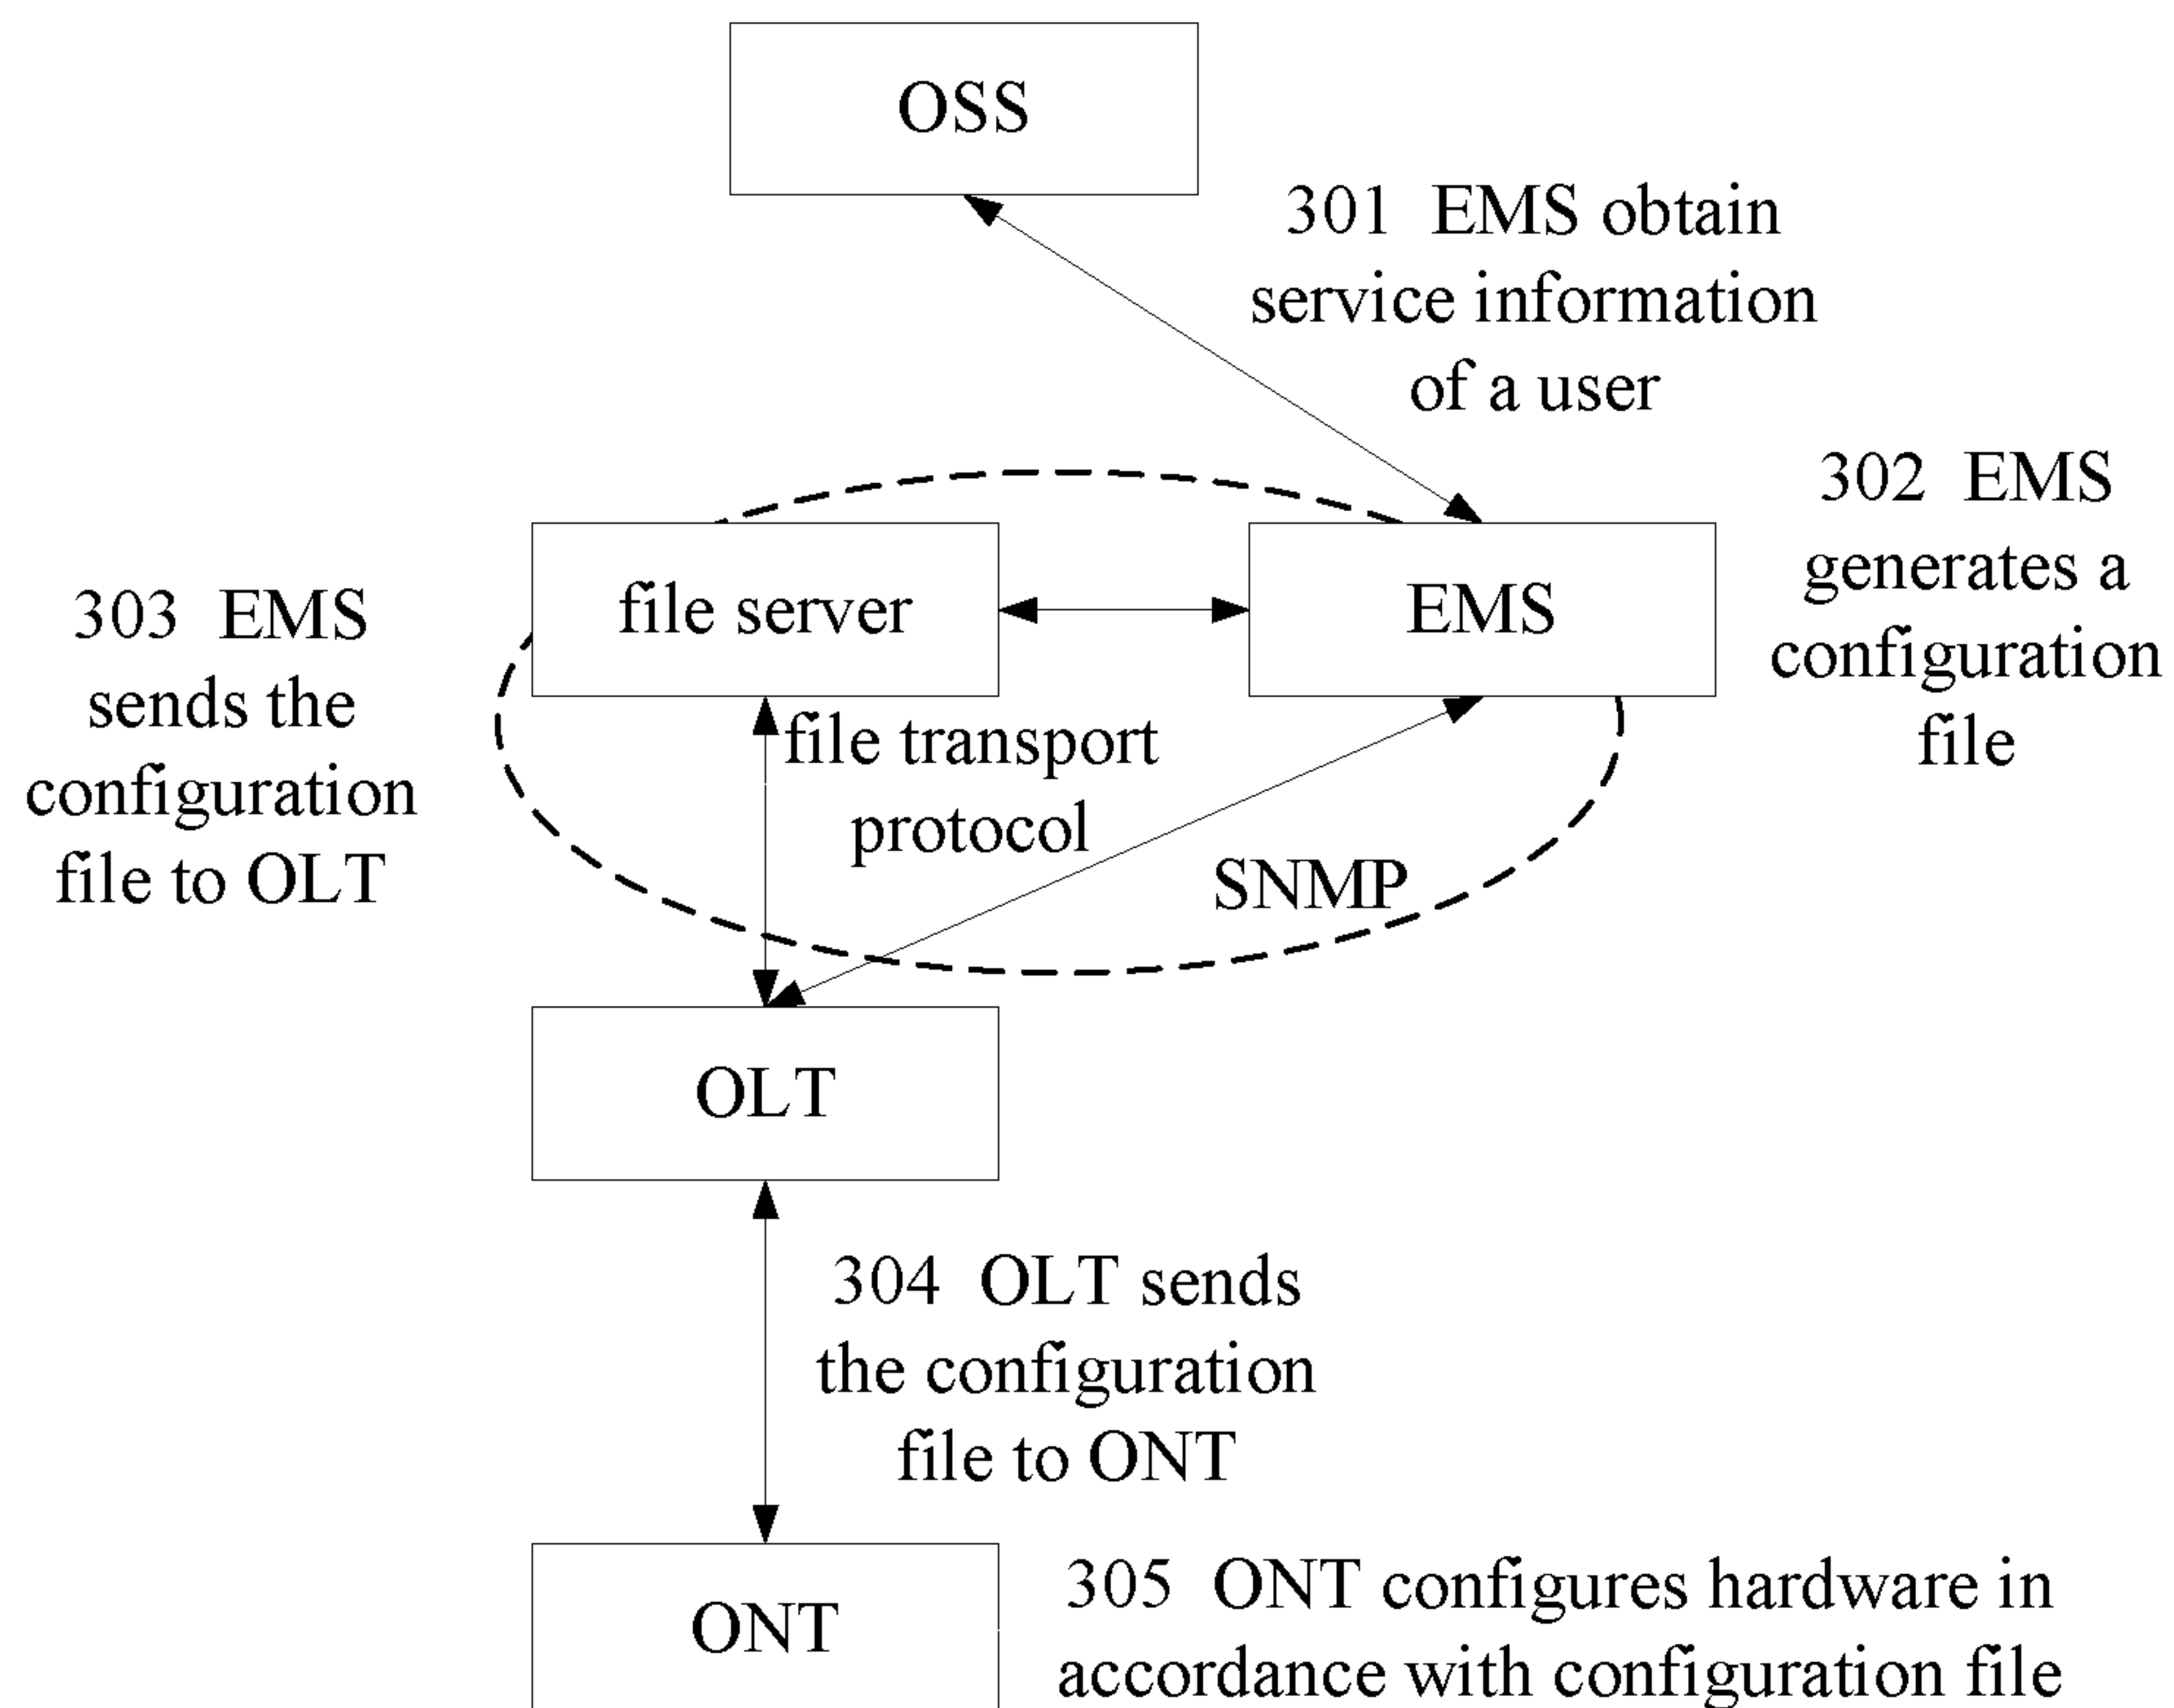 OSS
301 EMS obtain
service information
of a user
302 EMS
generates a
configuration
file
file server
EMS
303 EMS
sends the
configuration
file to OLT
file transport
protocol
SNMP
OLT
304 OLT sends
the configuration
file to ONT
ONT
305 ONT configures hardware in
accordance with configuration file